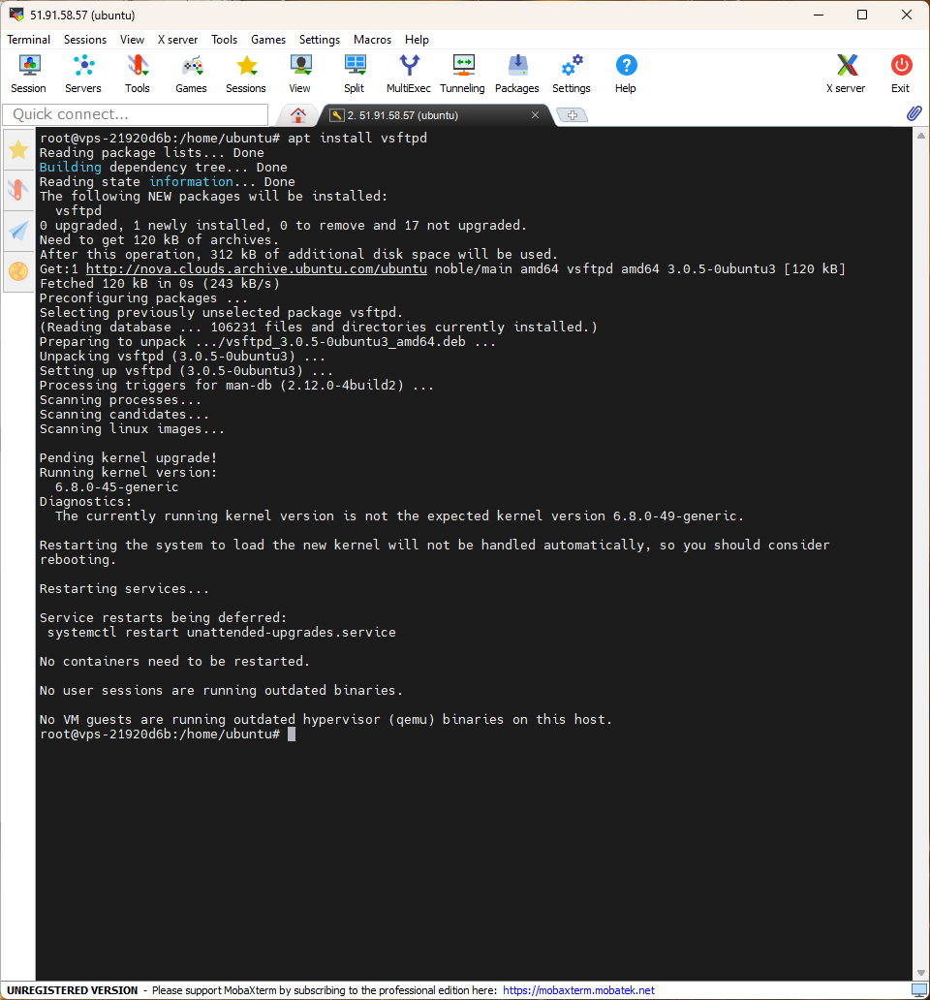 51.91.58.57 (ubuntu)
Terminal Sessions View X server Tools Games Settings Macros Help
Session Servers Tools Games Sessions View Split MultiExec Tunneling Packages Settings Help X server Exit
Quick connect...
2. 51.91.58.57 (ubuntu)
root@vps-21920d6b:/home/ubuntu# apt install vsftpd
Reading package lists... Done
Building dependency tree... Done
Reading state information... Done
The following NEW packages will be installed:
  vsftpd
0 upgraded, 1 newly installed, 0 to remove and 17 not upgraded.
Need to get 120 kB of archives.
After this operation, 312 kB of additional disk space will be used.
Get:1 http://nova.clouds.archive.ubuntu.com/ubuntu noble/main amd64 vsftpd amd64 3.0.5-0ubuntu3 [120 kB]
Fetched 120 kB in 0s (243 kB/s)
Preconfiguring packages ...
Selecting previously unselected package vsftpd.
(Reading database ... 106231 files and directories currently installed.)
Preparing to unpack .../vsftpd_3.0.5-0ubuntu3_amd64.deb ...
Unpacking vsftpd (3.0.5-0ubuntu3) ...
Setting up vsftpd (3.0.5-0ubuntu3) ...
Processing triggers for man-db (2.12.0-4build2) ...
Scanning processes...
Scanning candidates...
Scanning linux images...
Pending kernel upgrade!
Running kernel version:
  6.8.0-45-generic
Diagnostics:
  The currently running kernel version is not the expected kernel version 6.8.0-49-generic.
Restarting the system to load the new kernel will not be handled automatically, so you should consider
rebooting.
Restarting services...
Service restarts being deferred:
 systemctl restart unattended-upgrades.service
No containers need to be restarted.
No user sessions are running outdated binaries.
No VM guests are running outdated hypervisor (qemu) binaries on this host.
root@vps-21920d6b:/home/ubuntu#
UNREGISTERED VERSION - Please support MobaXterm by subscribing to the professional edition here: https://mobaxterm.mobatek.net